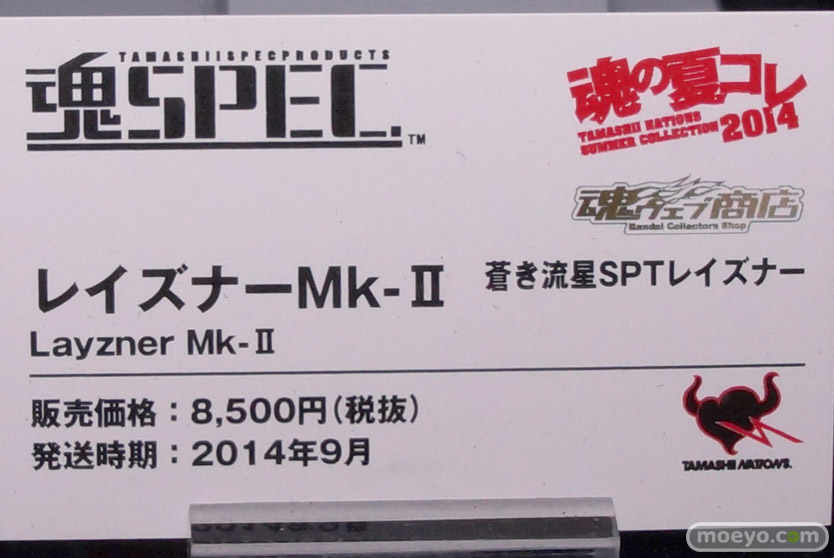 TAMASHIISPECPRODUCTS
魂SPEC.™
魂の夏コレ
TAMASHII NATIONS
SUMMER COLLECTION 2014
魂ウェブ商店
Bandai Collectors Shop
レイズナーMk-Ⅱ 蒼き流星SPTレイズナー
Layzner Mk-Ⅱ
販売価格：8,500円（税抜）
発送時期：2014年9月
TAMASHII NATIONS.
moeyo.com